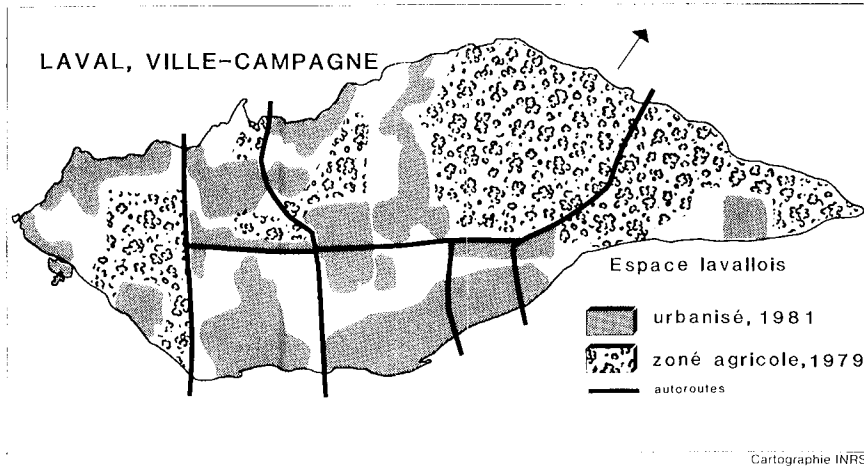 LAVAL, VILLE-CAMPAGNE
Espace lavallois
urbanisé, 1981
zoné agricole, 1979
autoroutes
Cartographie INRS